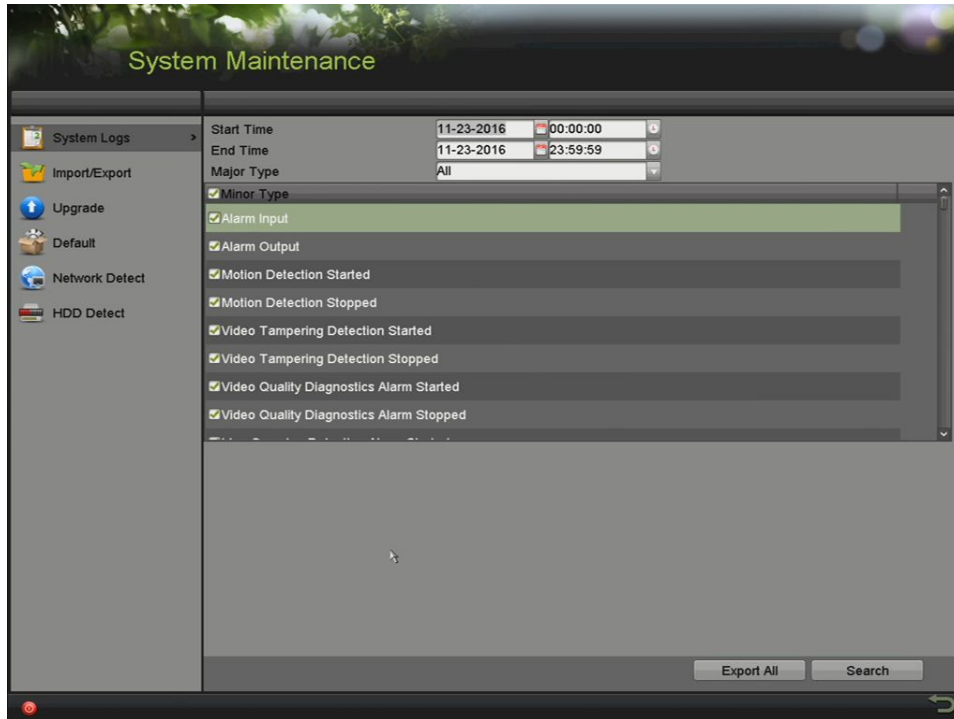 System Maintenance
System Logs >
Import/Export
Upgrade
Default
Network Detect
HDD Detect
Start Time 11-23-2016 00:00:00
End Time 11-23-2016 23:59:59
Major Type All
Minor Type
Alarm Input
Alarm Output
Motion Detection Started
Motion Detection Stopped
Video Tampering Detection Started
Video Tampering Detection Stopped
Video Quality Diagnostics Alarm Started
Video Quality Diagnostics Alarm Stopped
Export All Search